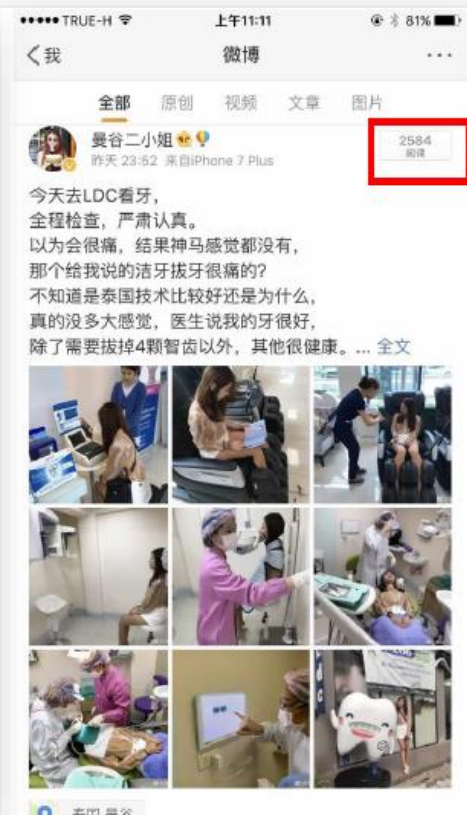 TRUE-H 上午11:11 81%
我 微博
全部 原创 视频 文章 图片
曼谷二小姐
2584
阅读
昨天 23:52 来自iPhone 7 Plus
今天去LDC看牙，
全程检查，严肃认真。
以为会很痛，结果神马感觉都没有，
那个给我说的洁牙拔牙很痛的？
不知道是泰国技术比较好还是为什么，
真的没多大感觉，医生说我的牙很好，
除了需要拔掉4颗智齿以外，其他很健康。... 全文
泰国·曼谷